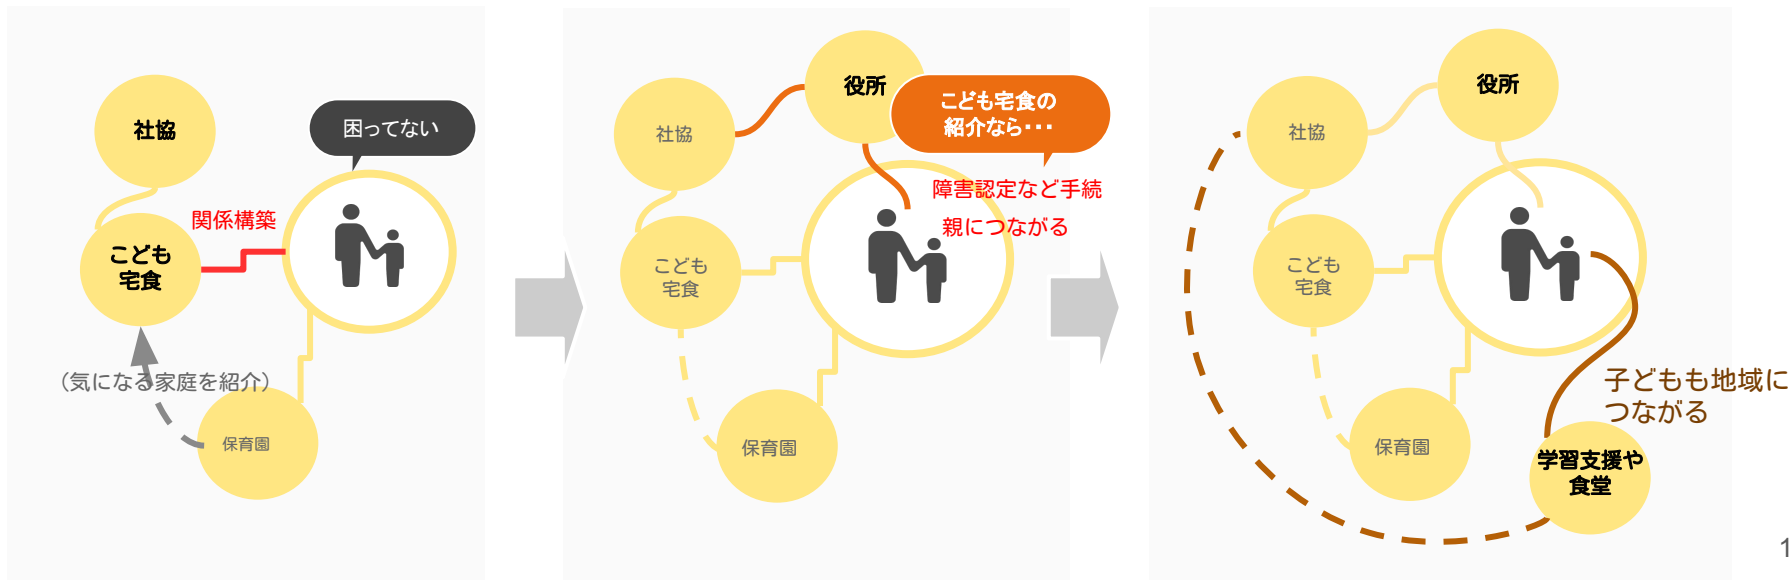 社協
困ってない
関係構築
こども
宅食
（気になる家庭を紹介）
保育園
役所
社協
こども宅食の
紹介なら･･･
障害認定など手続
親につながる
こども
宅食
保育園
役所
社協
こども
宅食
子どもも地域に
つながる
保育園
学習支援や
食堂
1